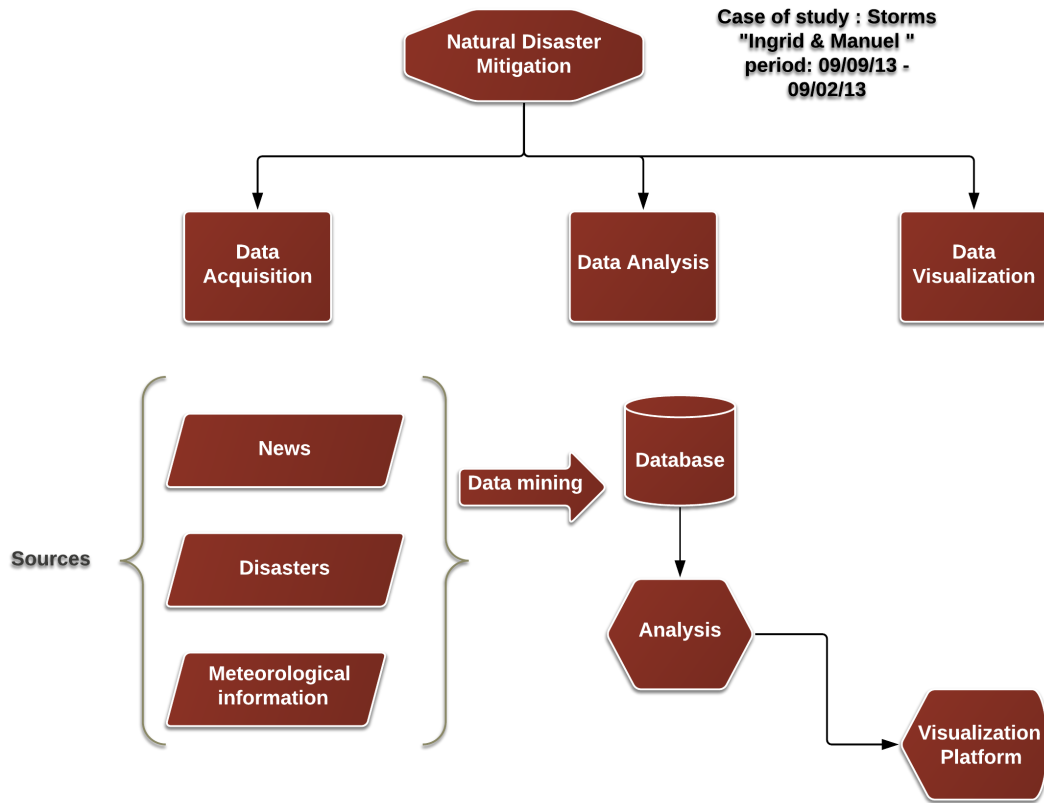 Natural Disaster
Mitigation
Case of study : Storms
"Ingrid & Manuel "
period: 09/09/13 -
09/02/13
Data
Acquisition
Data Analysis
Data
Visualization
Sources
News
Disasters
Meteorological
information
Data mining
Database
Analysis
Visualization
Platform